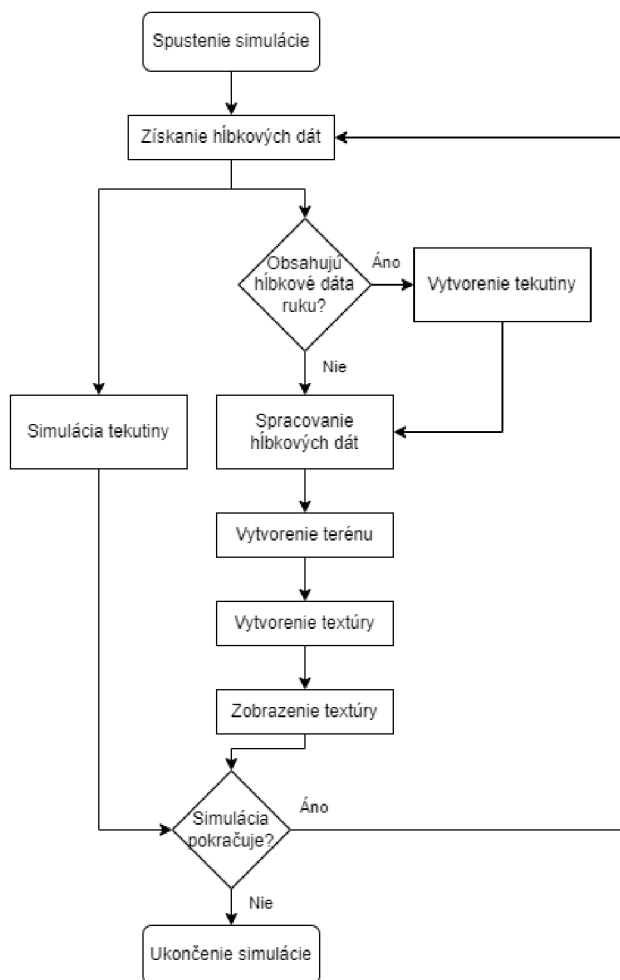 Spustenie simulácie
Získanie hĺbkových dát
Obsahujú
hĺbkové dáta
ruku?
Áno
Vytvorenie tekutiny
Nie
Simulácia tekutiny
Spracovanie
hĺbkových dát
Vytvorenie terénu
Vytvorenie textúry
Zobrazenie textúry
Simulácia
pokračuje?
Áno
Nie
Ukončenie simulácie